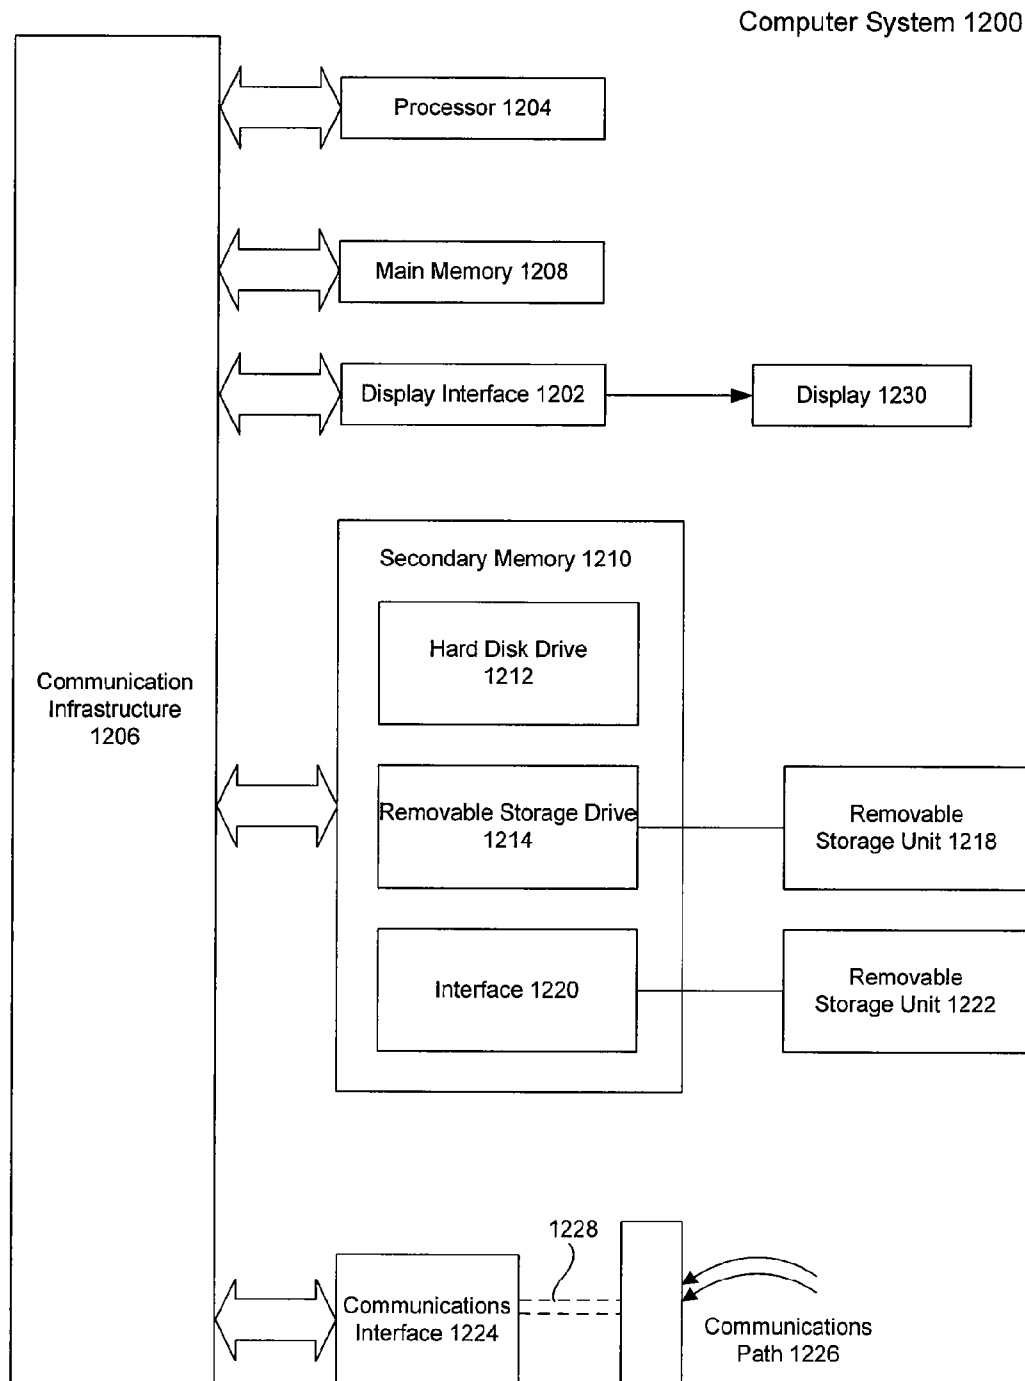 Computer System 1200
Processor 1204
Main Memory 1208
Display Interface 1202
Display 1230
Secondary Memory 1210
Hard Disk Drive
1212
Communication
Infrastructure
1206
Removable Storage Drive
1214
Removable
Storage Unit 1218
Interface 1220
Removable
Storage Unit 1222
1228
Communications
Interface 1224
Communications
Path 1226